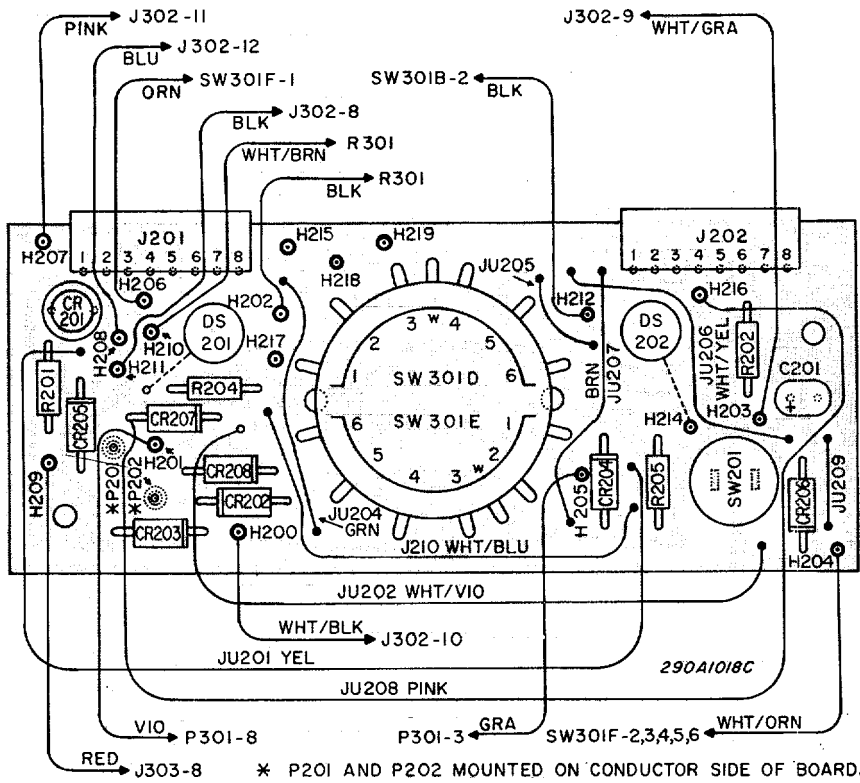 J302-11
PINK
J302-12
BLU
SW301F-1
ORN
J302-8
BLK
R301
WHT/BRN
R301
BLK
SW301B-2
BLK
J302-9
WHT/GRA
H207
J201
1 2 3 4 5 6 7 8
H206
H215
H219
H218
JU205
J202
1 2 3 4 5 6 7 8
CR
201
H208
H210
H211
DS
201
H202
H217
3 W 4
2 5
1 6
SW 301D
SW 301E
6 1
5 2
4 3 W
H212
BRN
JU207
DS
202
H216
JU206
WHT/YEL
R202
C201
+
H203
H214
R201
CR205
R204
CR207
H201
*P201
*P202
H209
CR208
CR202
CR203
H200
JU204
GRN
J210 WHT/BLU
H205
CR204
R205
SW201
CR206
JU209
H204
JU202 WHT/VIO
WHT/BLK
J302-10
JU201 YEL
290A1018C
JU208 PINK
VIO
P301-8
GRA
P301-3
SW301F-2,3,4,5,6
WHT/ORN
RED
J303-8
* P201 AND P202 MOUNTED ON CONDUCTOR SIDE OF BOARD